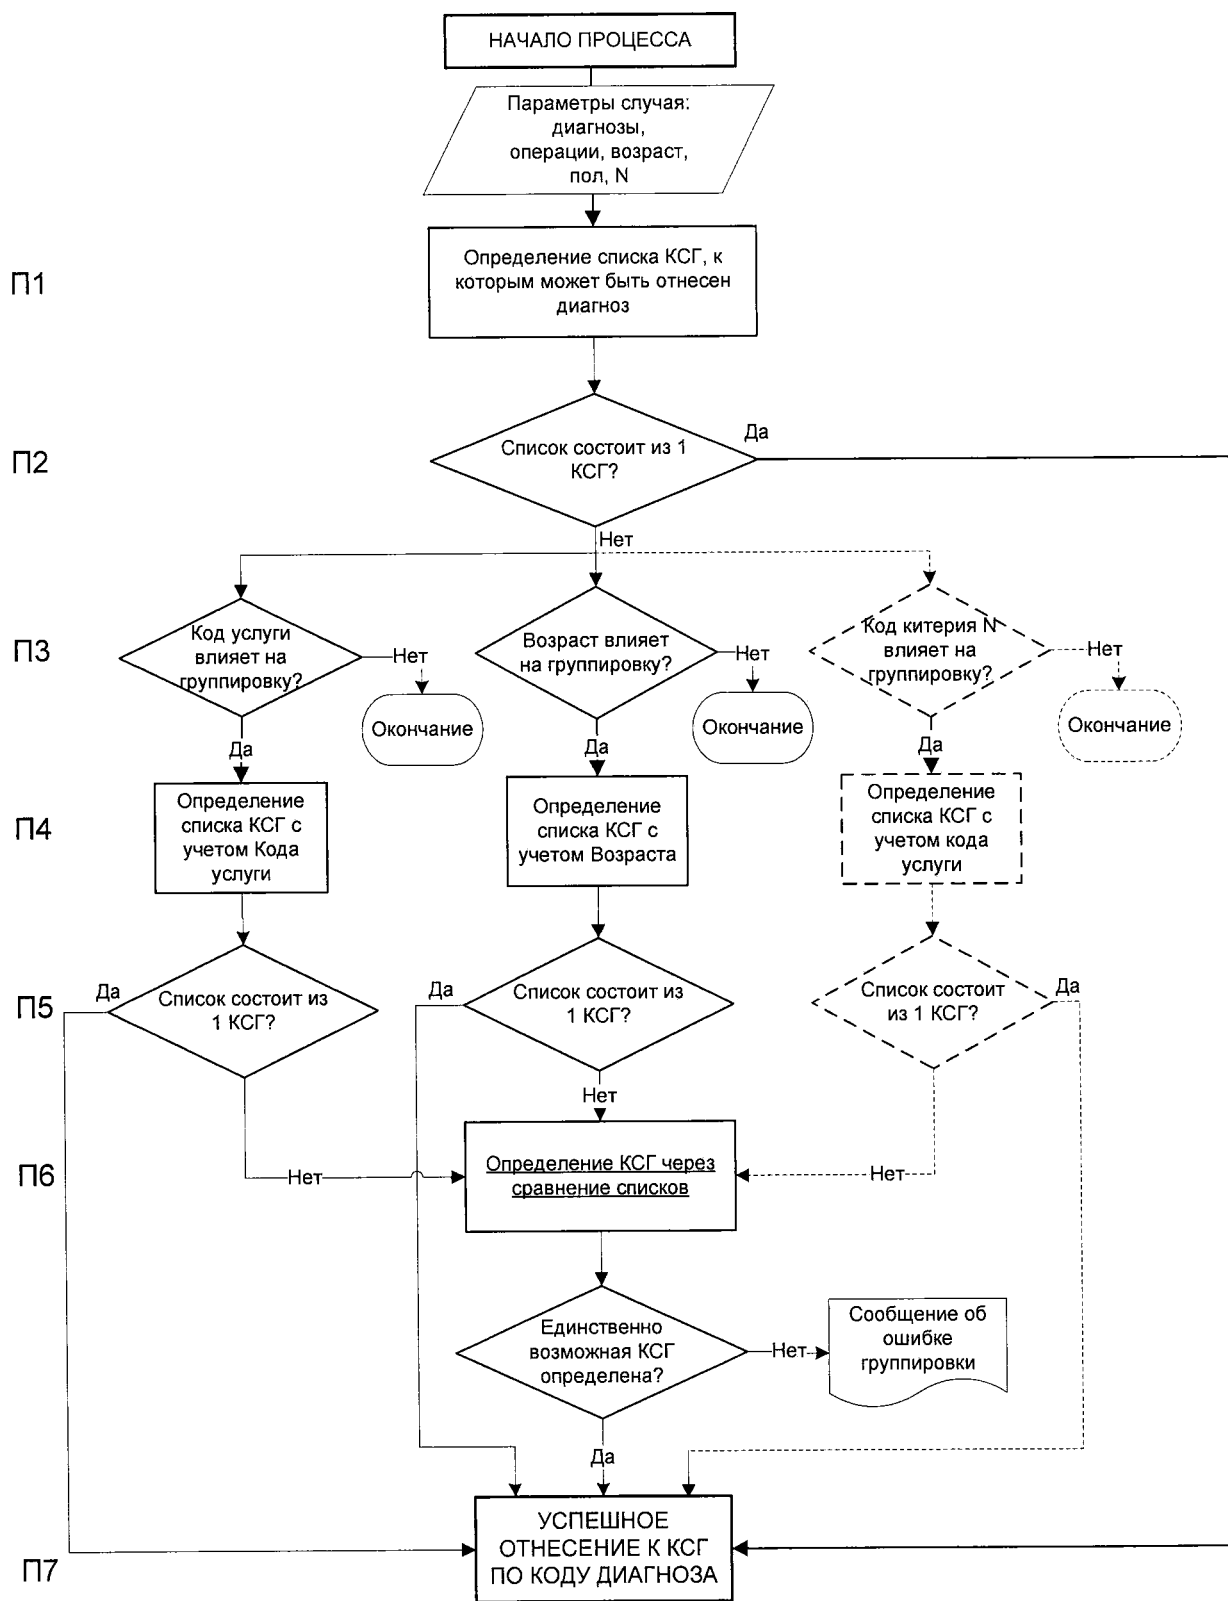 НАЧАЛО ПРОЦЕССА
Параметры случая:
диагнозы,
операции, возраст,
пол, N
П1
Определение списка КСГ, к
которым может быть отнесен
диагноз
П2
Список состоит из 1
КСГ?
Да
Нет
П3
Код услуги
влияет на
группировку?
Нет
Окончание
Да
Возраст влияет
на группировку?
Нет
Окончание
Да
Код китерия N
влияет на
группировку?
Нет
Окончание
Да
П4
Определение
списка КСГ с
учетом Кода
услуги
Определение
списка КСГ с
учетом Возраста
Определение
списка КСГ с
учетом кода
услуги
П5
Да
Список состоит из
1 КСГ?
Да
Список состоит из
1 КСГ?
Нет
Список состоит
из 1 КСГ?
Да
П6
Нет
Определение КСГ через
сравнение списков
Нет
Единственно
возможная КСГ
определена?
Нет
Сообщение об
ошибке
группировки
Да
П7
УСПЕШНОЕ
ОТНЕСЕНИЕ К КСГ
ПО КОДУ ДИАГНОЗА